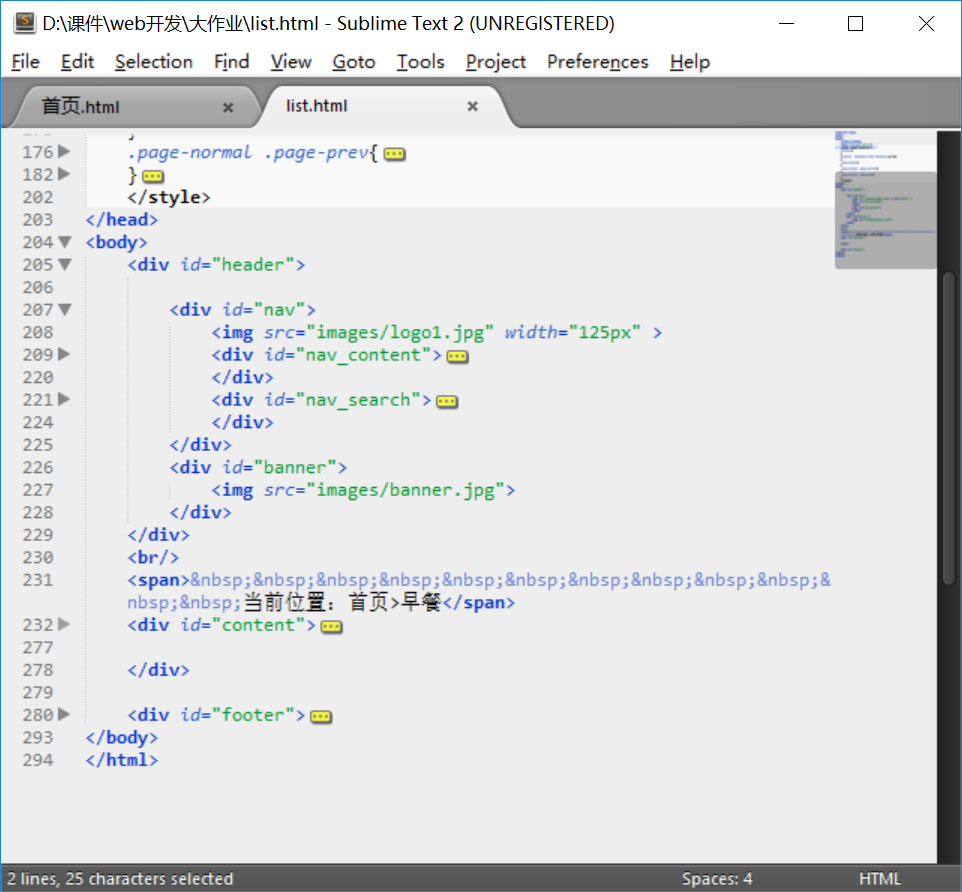 D:\课件\web开发\大作业\list.html - Sublime Text 2 (UNREGISTERED)
File Edit Selection Find View Goto Tools Project Preferences Help
首页.html × list.html ×
176 .page-normal .page-prev{
182 }
202 </style>
203 </head>
204 <body>
205 <div id="header">
206
207 <div id="nav">
208 <img src="images/logo1.jpg" width="125px" >
209 <div id="nav_content">
220 </div>
221 <div id="nav_search">
224 </div>
225 </div>
226 <div id="banner">
227 <img src="images/banner.jpg">
228 </div>
229 </div>
230 <br/>
231 <span>&nbsp;&nbsp;&nbsp;&nbsp;&nbsp;&nbsp;&nbsp;&nbsp;&nbsp;&nbsp;&
nbsp;&nbsp;当前位置：首页>早餐</span>
232 <div id="content">
277
278 </div>
279
280 <div id="footer">
293 </body>
294 </html>
2 lines, 25 characters selected Spaces: 4 HTML